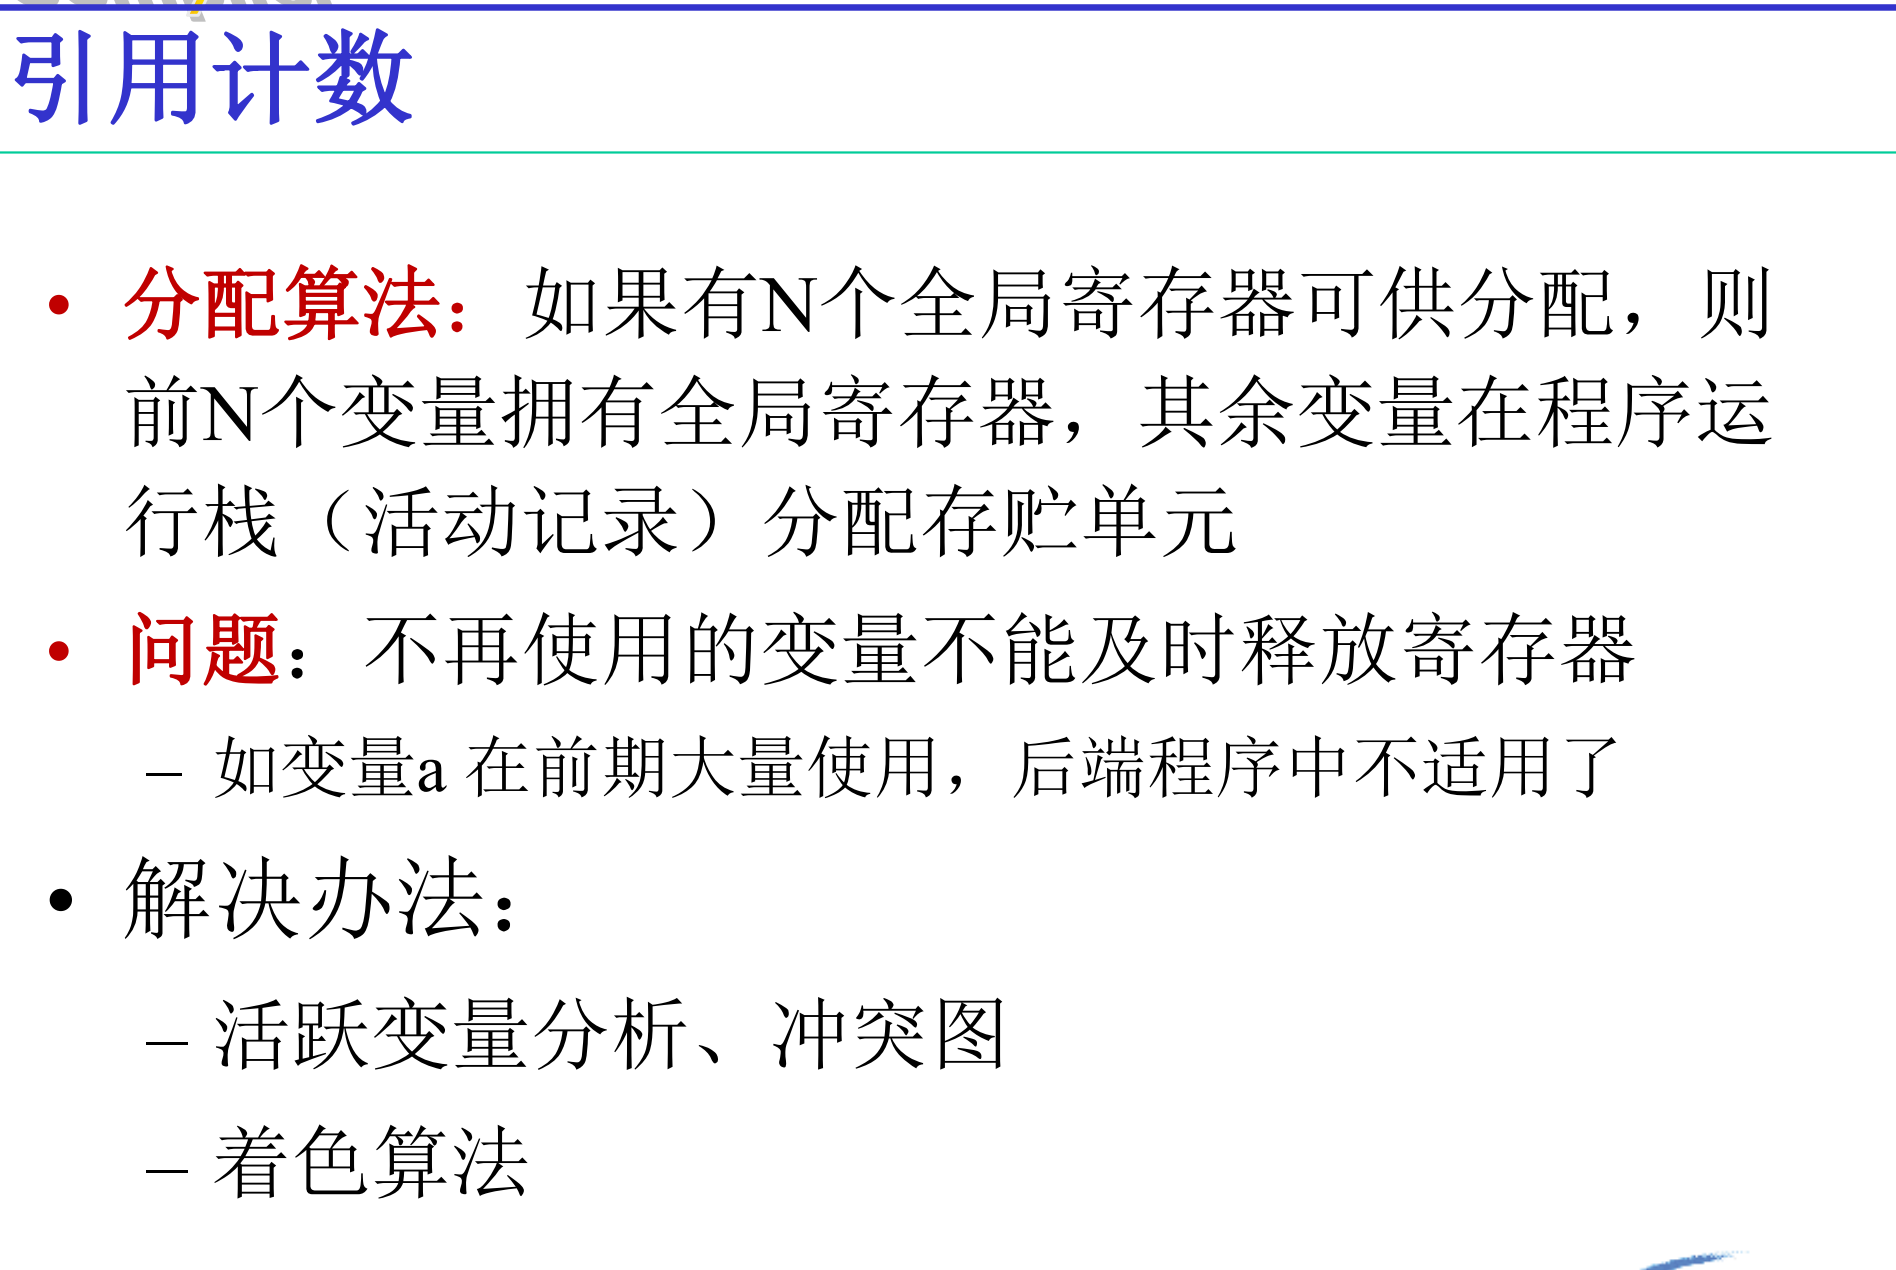 引用计数
• 分配算法：如果有N个全局寄存器可供分配，则
前N个变量拥有全局寄存器，其余变量在程序运
行栈（活动记录）分配存贮单元
• 问题：不再使用的变量不能及时释放寄存器
– 如变量a 在前期大量使用，后端程序中不适用了
• 解决办法：
– 活跃变量分析、冲突图
– 着色算法